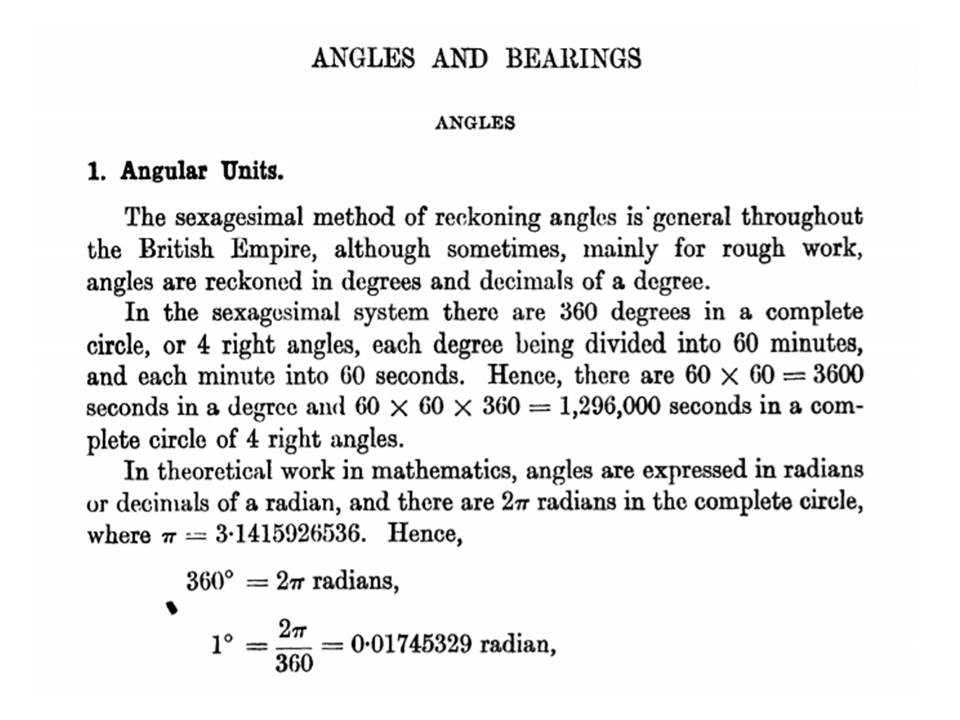 ANGLES AND BEARINGS
ANGLES
1. Angular Units.
The sexagesimal method of reckoning angles is general throughout
the British Empire, although sometimes, mainly for rough work,
angles are reckoned in degrees and decimals of a degree.
In the sexagesimal system there are 360 degrees in a complete
circle, or 4 right angles, each degree being divided into 60 minutes,
and each minute into 60 seconds. Hence, there are 60 × 60 = 3600
seconds in a degree and 60 × 60 × 360 = 1,296,000 seconds in a com-
plete circle of 4 right angles.
In theoretical work in mathematics, angles are expressed in radians
or decimals of a radian, and there are 2π radians in the complete circle,
where π = 3·1415926536. Hence,
360° = 2π radians,
1° = 2π/360 = 0·01745329 radian,